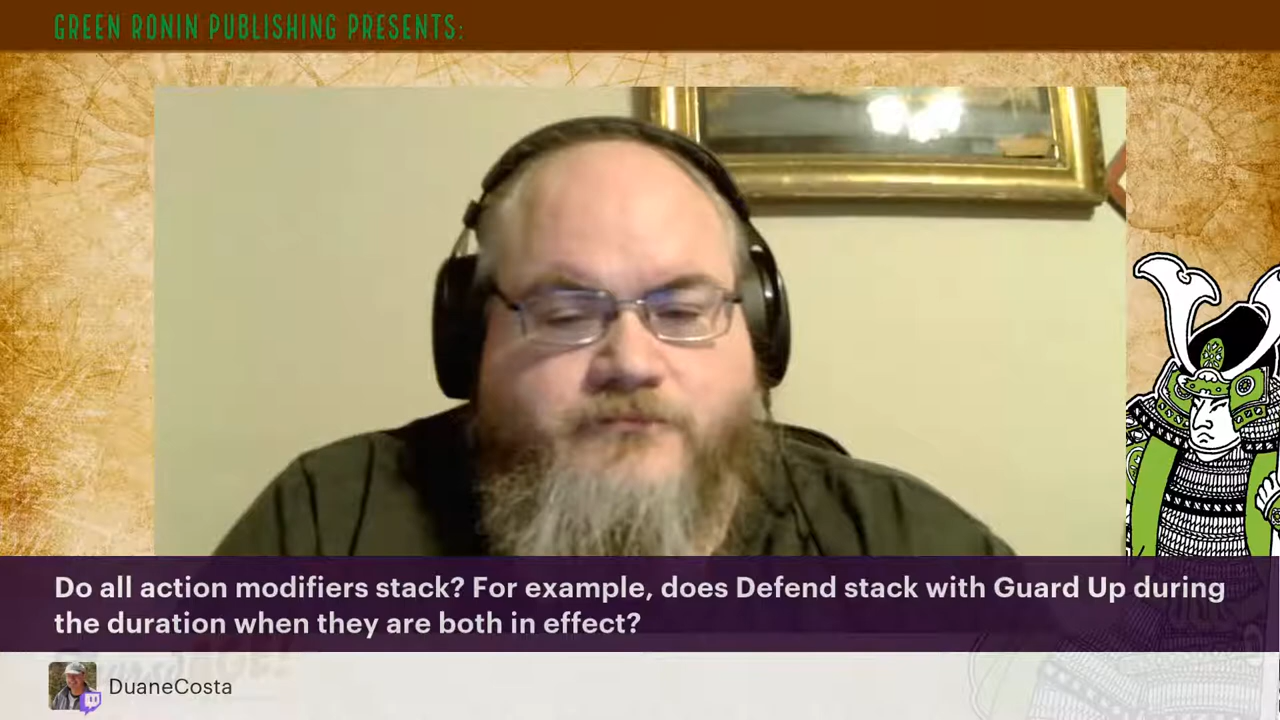 GREEN RONIN PUBLISHING PRESENTS:
Do all action modifiers stack? For example, does Defend stack with Guard Up during
the duration when they are both in effect?
DuaneCosta